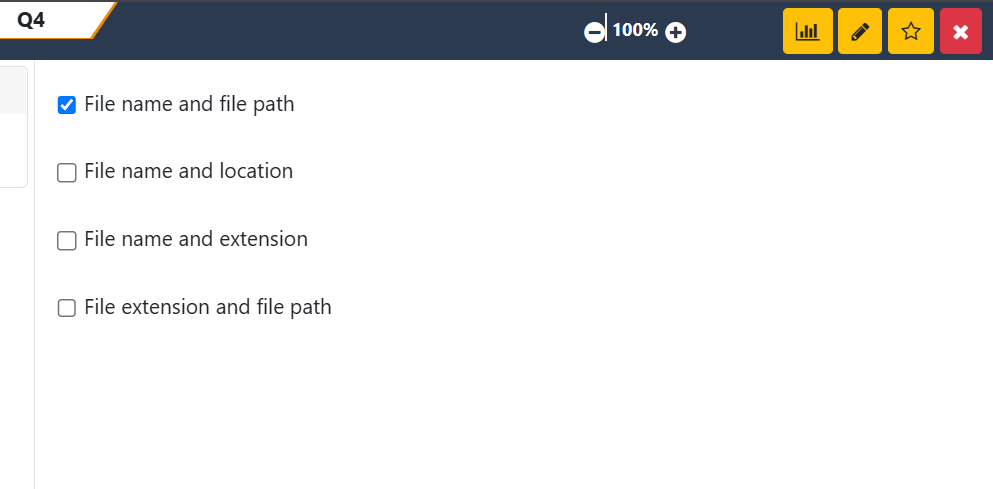 Q4
100%
File name and file path
File name and location
File name and extension
File extension and file path